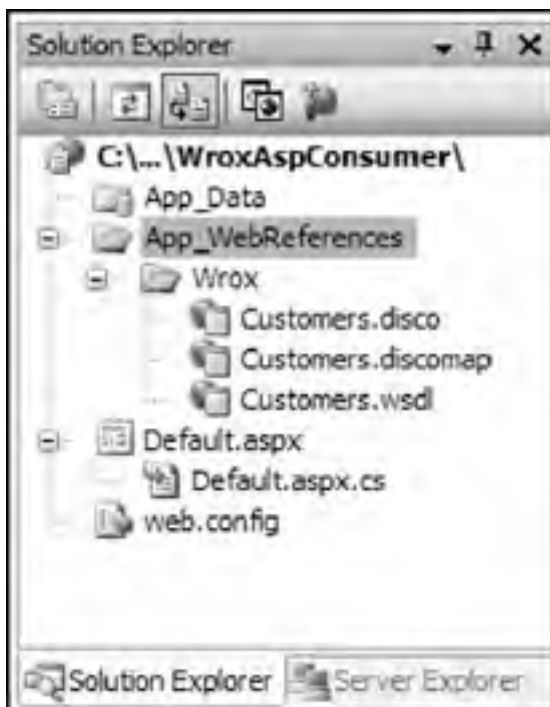 Solution Explorer
C:\...\WroxAspConsumer\
App_Data
App_WebReferences
Wrox
Customers.disco
Customers.discomap
Customers.wsdl
Default.aspx
Default.aspx.cs
web.config
Solution Explorer Server Explorer